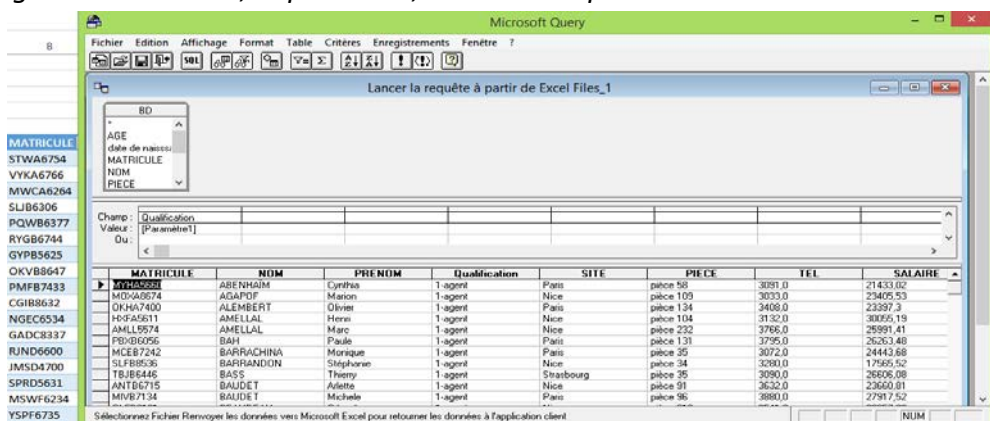 Microsoft Query
B
Fichier Edition Affichage Format Table Critères Enregistrements Fenêtre ?
SQL
Lancer la requête à partir de Excel Files_1
BD
*
AGE
date de naisss
MATRICULE
NOM
PIECE
Champ : Qualification
Valeur : [Paramètre1]
Ou :
MATRICULE NOM PRENOM Qualification SITE PIECE TEL SALAIRE
MYHA5660 ABENHAÏM Cynthia 1-agent Paris pièce 58 3091,0 21433,02
MOXA8674 AGAPOF Marion 1-agent Nice pièce 109 3033,0 23405,53
OKHA7400 ALEMBERT Olivier 1-agent Paris pièce 134 3408,0 23397,3
HXFA5611 AMELLAL Henri 1-agent Nice pièce 104 3132,0 30055,19
AMLL5574 AMELLAL Marc 1-agent Nice pièce 232 3766,0 25991,41
PBXB6056 BAH Paule 1-agent Paris pièce 131 3795,0 26263,48
MCEB7242 BARRACHINA Monique 1-agent Paris pièce 35 3072,0 24443,68
SLFB8536 BARRANDON Stéphanie 1-agent Nice pièce 34 3280,0 17565,52
TBJB6446 BASS Thierry 1-agent Strasbourg pièce 35 3090,0 26606,08
ANTB6715 BAUDET Arlette 1-agent Nice pièce 91 3632,0 23660,81
MIVB7134 BAUDET Michele 1-agent Paris pièce 96 3880,0 27917,52
Sélectionnez Fichier Renvoyer les données vers Microsoft Excel pour retourner les données à l'application client NUM
MATRICULE
STWA6754
VYKA6766
MWCA6264
SLJB6306
PQWB6377
RYGB6744
GYPB5625
OKVB8647
PMFB7433
CGIB8632
NGEC6534
GADC8337
RJND6600
JMSD4700
SPRD5631
MSWF6234
YSPF6735